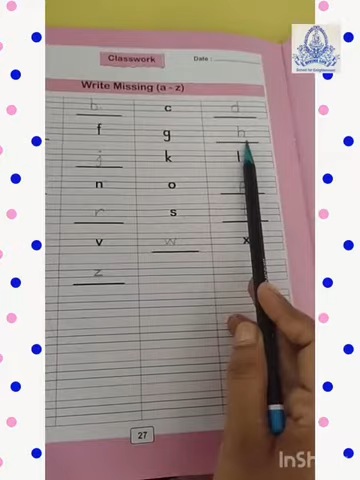 Classwork
Date :
Write Missing (a - z)
b c d
f g h
j k l
n o
r s
v w x
z
27
InSh